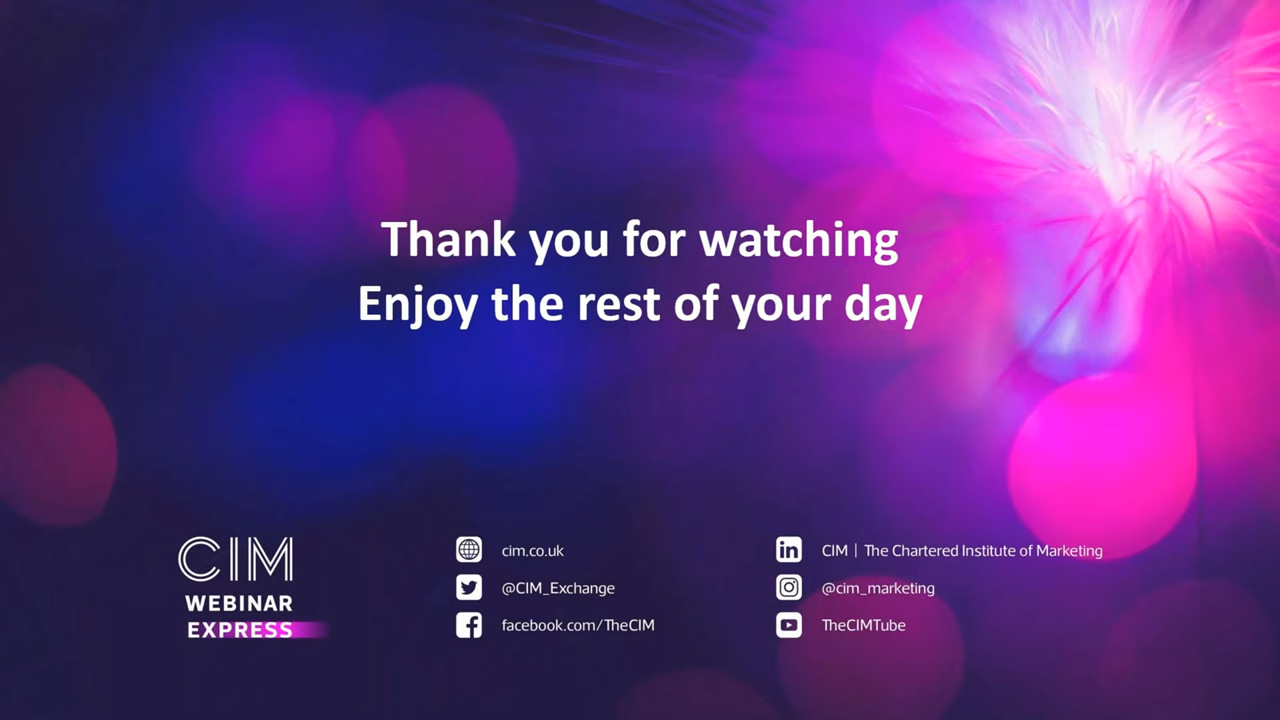 Thank you for watching
Enjoy the rest of your day
CIM
WEBINAR
EXPRESS
cim.co.uk
@CIM_Exchange
facebook.com/TheCIM
CIM | The Chartered Institute of Marketing
@cim_marketing
TheCIMTube